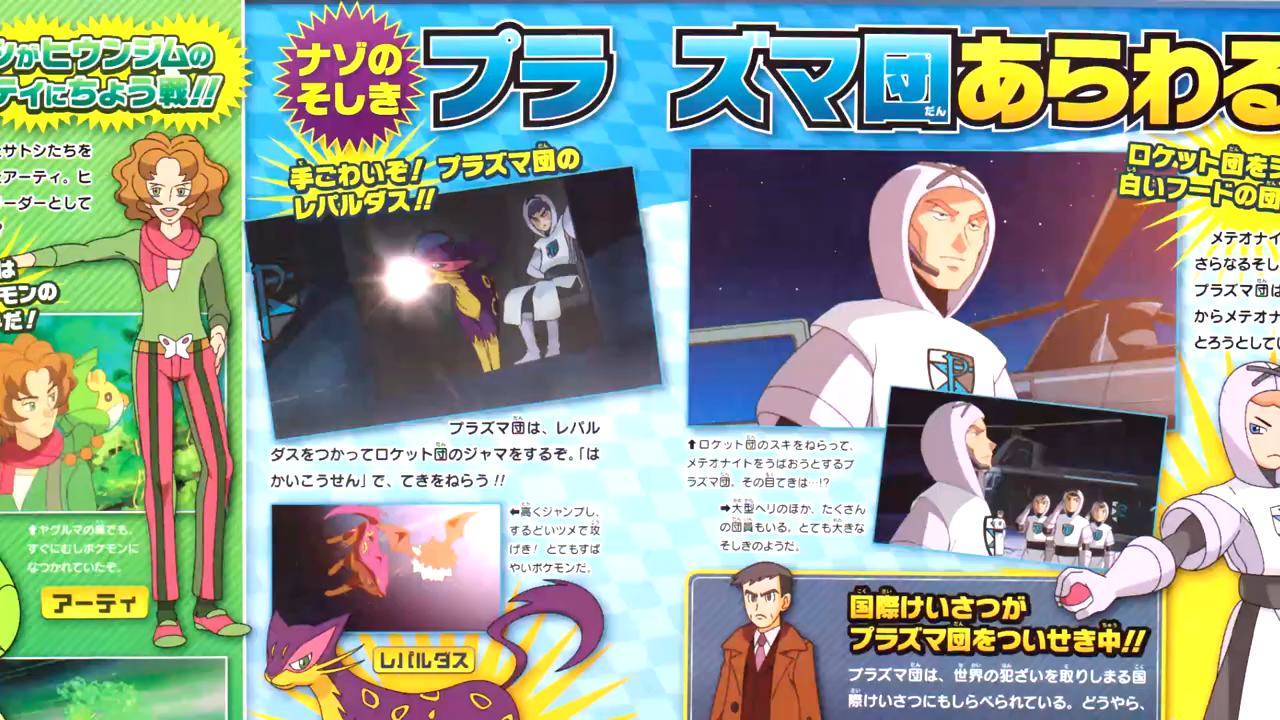 ンがヒウンジムの
ティにちょう戦!!
サトシたちを
アーティ。ヒ
ーダーとして
は
モンの
だ!
⬆ヤグルマの森でも、
すぐにむしポケモンに
なつかれていたぞ。
アーティ
ナゾの
そしき
プラズマ団あらわる
だん
手ごわいぞ! プラズマ団の
レパルダス!!
プラズマ団は、レパル
ダスをつかってロケット団のジャマをするぞ。「は
かいこうせん」で、てきをねらう!!
⬅高くジャンプし、
するどいツメで攻
げき! とてもすば
やいポケモンだ。
レパルダス
ロケット団を
白いフードの団
メテオナイ
さらなるそし
プラズマ団は
からメテオナ
とろうとしてい
⬆ロケット団のスキをねらって、
メテオナイトをうばおうとするプ
ラズマ団。その目てきは…!?
➡大型ヘリのほか、たくさん
の団員もいる。とても大きな
そしきのようだ。
国際けいさつが
プラズマ団をついせき中!!
プラズマ団は、世界の犯ざいを取りしまる国
際けいさつにもしらべられている。どうやら、